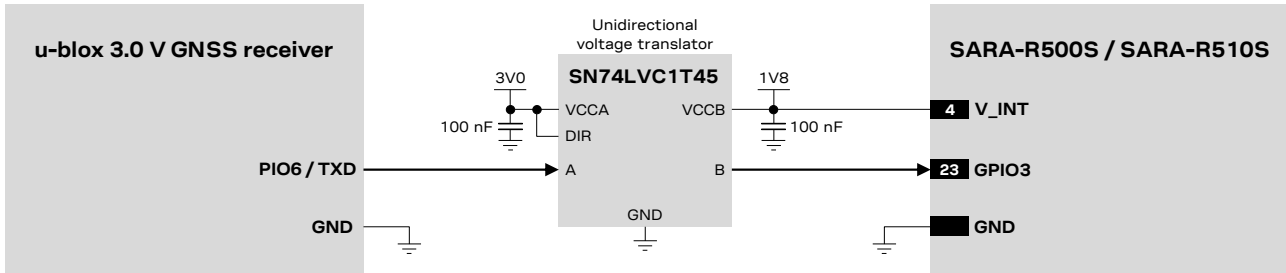 Unidirectional
voltage translator
u-blox 3.0 V GNSS receiver
SN74LVC1T45
SARA-R500S / SARA-R510S
3V0
1V8
VCCA
VCCB
4 V_INT
100 nF
DIR
100 nF
PIO6 / TXD
A
B
23 GPIO3
GND
GND
GND